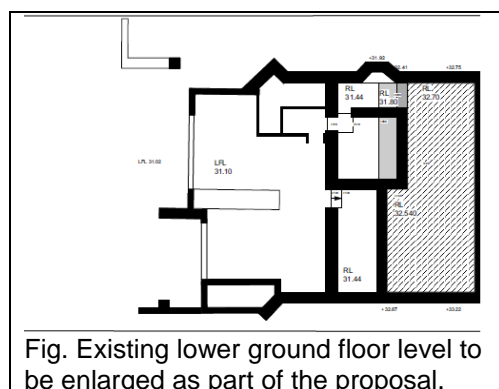 +31.92
32.41
+32.75
RL
31.44
RL
31.80
RL
32.70
LFL 31.02
LFL
31.10
RL
32.540
RL
31.44
+ 32.87
+33.22
Fig. Existing lower ground floor level to
be enlarged as part of the proposal.